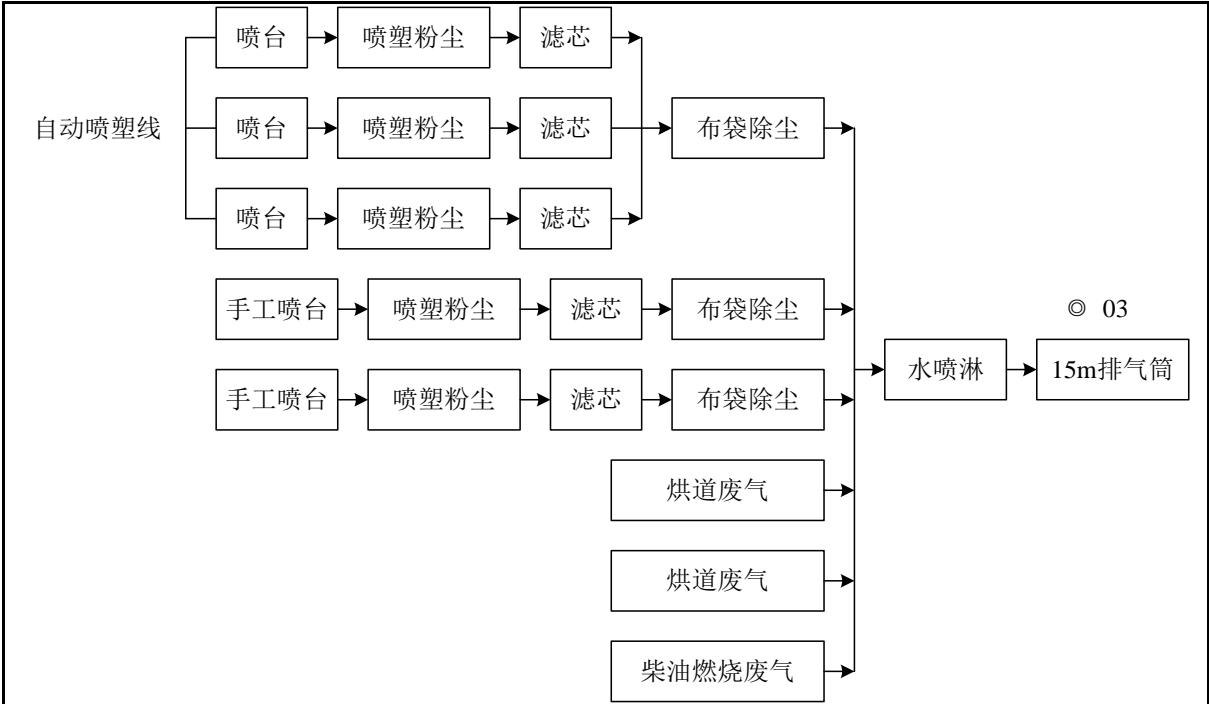 喷台 喷塑粉尘 滤芯
自动喷塑线 喷台 喷塑粉尘 滤芯 布袋除尘
喷台 喷塑粉尘 滤芯
手工喷台 喷塑粉尘 滤芯 布袋除尘
◎ 03
水喷淋 15m排气筒
手工喷台 喷塑粉尘 滤芯 布袋除尘
烘道废气
烘道废气
柴油燃烧废气